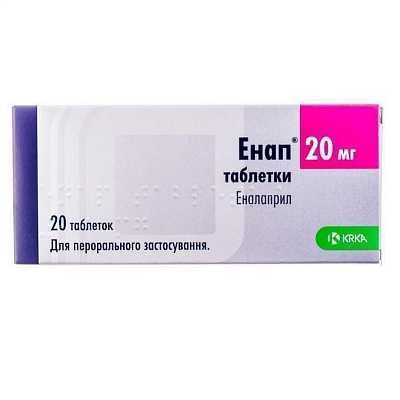 Енап® 20 мг
таблетки
Еналаприл
20 таблеток
Для перорального застосування.
KRKA